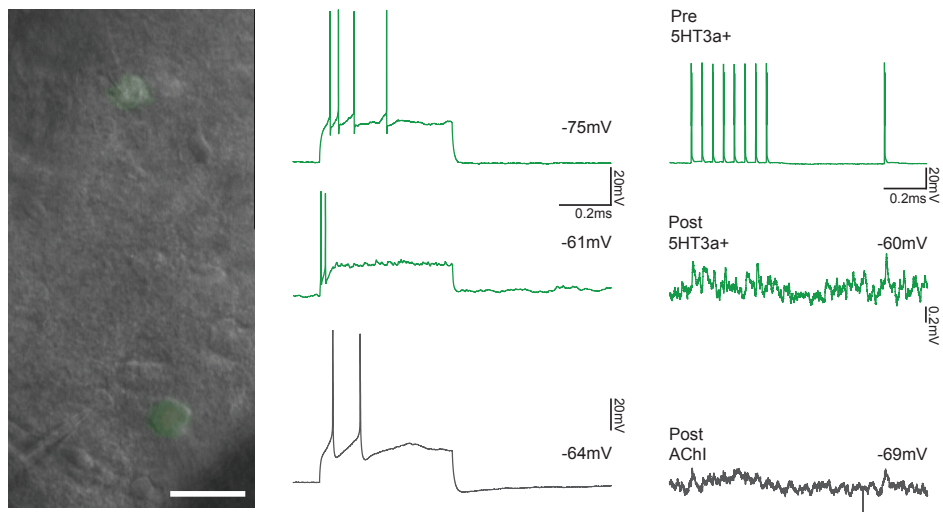 -75mV
20mV
0.2ms
-61mV
20mV
-64mV
Pre
5HT3a+
20mV
0.2ms
Post
5HT3a+
-60mV
0.2mV
Post
AChI
-69mV